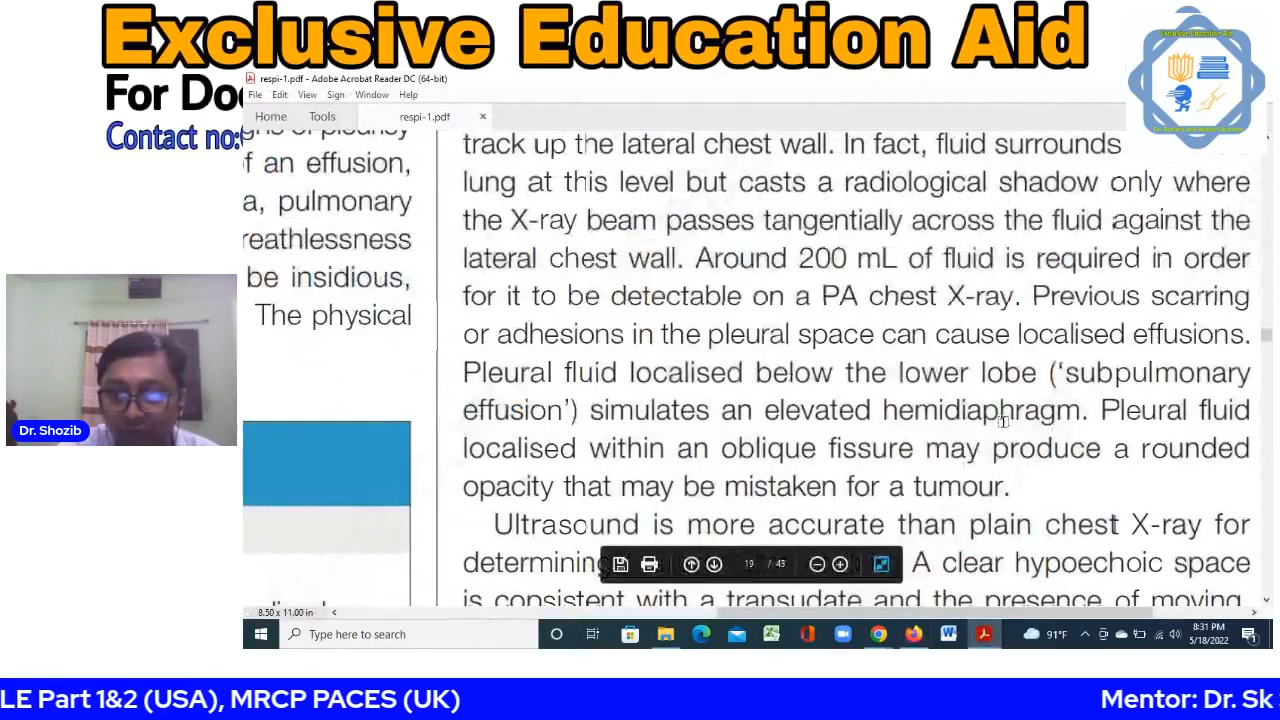 Exclusive Education Aid
Exclusive Education Aid
For Doctors and Medical Students
respi-1.pdf - Adobe Acrobat Reader DC (64-bit)
For Doc
File Edit View Sign Window Help
Contact no:
Home Tools respi-1.pdf ×
of an effusion,
a, pulmonary
reathlessness
be insidious,
The physical
track up the lateral chest wall. In fact, fluid surrounds
lung at this level but casts a radiological shadow only where
the X-ray beam passes tangentially across the fluid against the
lateral chest wall. Around 200 mL of fluid is required in order
for it to be detectable on a PA chest X-ray. Previous scarring
or adhesions in the pleural space can cause localised effusions.
Pleural fluid localised below the lower lobe (‘subpulmonary
effusion’) simulates an elevated hemidiaphragm. Pleural fluid
localised within an oblique fissure may produce a rounded
opacity that may be mistaken for a tumour.
Ultrasound is more accurate than plain chest X-ray for
determining A clear hypoechoic space
is consistent with a transudate and the presence of moving,
Dr. Shozib
19 / 43
8.50 x 11.00 in
Type here to search
91°F
8:31 PM
5/18/2022
LE Part 1&2 (USA), MRCP PACES (UK)
Mentor: Dr. Sk